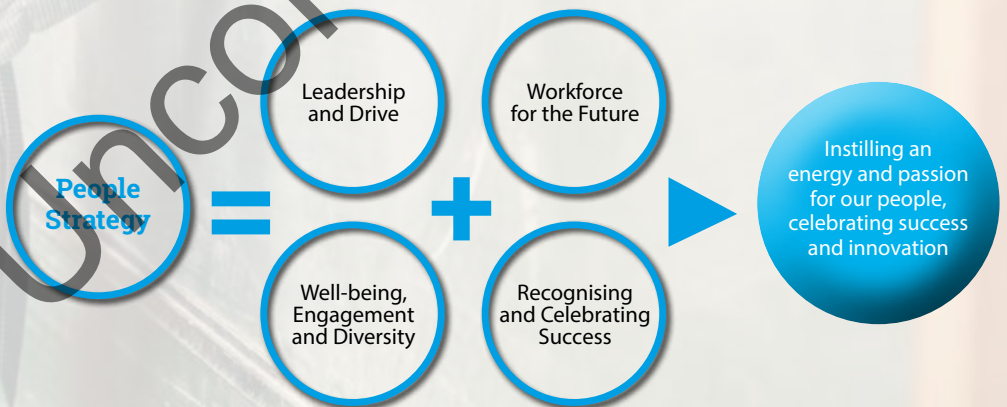 People
Strategy
=
Leadership
and Drive
Well-being,
Engagement
and Diversity
+
Workforce
for the Future
Recognising
and Celebrating
Success
Instilling an
energy and passion
for our people,
celebrating success
and innovation
Uncon